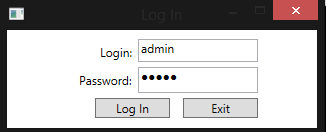 Log In
Login: admin
Password: •••••
Log In Exit